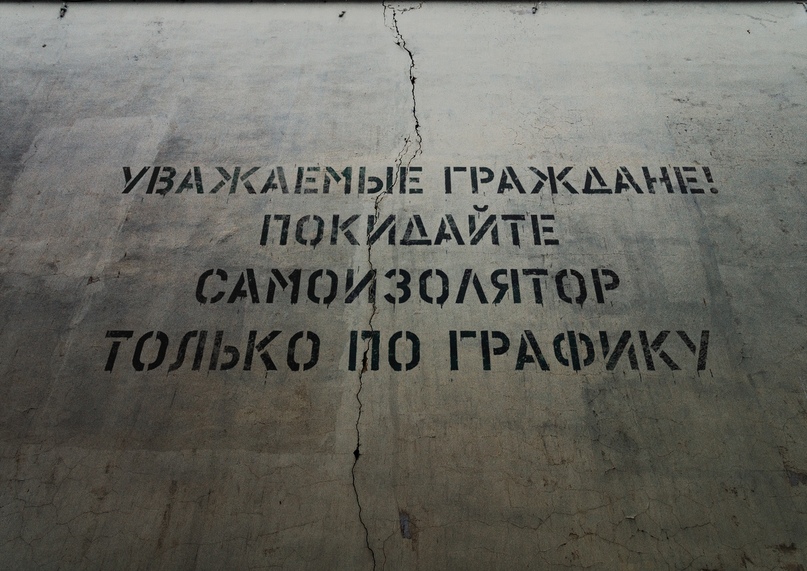 УВАЖАЕМЫЕ ГРАЖДАНЕ!
ПОКИДАЙТЕ
САМОИЗОЛЯТОР
ТОЛЬКО ПО ГРАФИКУ